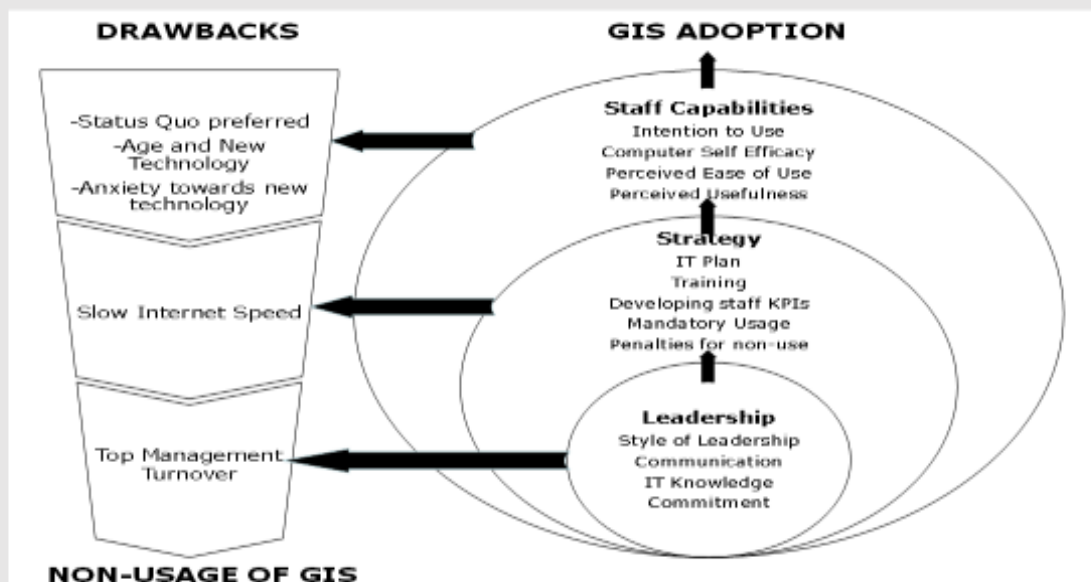 DRAWBACKS
-Status Quo preferred
-Age and New
Technology
-Anxiety towards new
technology
Slow Internet Speed
Top Management
Turnover
NON-USAGE OF GIS
GIS ADOPTION
Staff Capabilities
Intention to Use
Computer Self Efficacy
Perceived Ease of Use
Perceived Usefulness
Strategy
IT Plan
Training
Developing staff KPIs
Mandatory Usage
Penalties for non-use
Leadership
Style of Leadership
Communication
IT Knowledge
Commitment